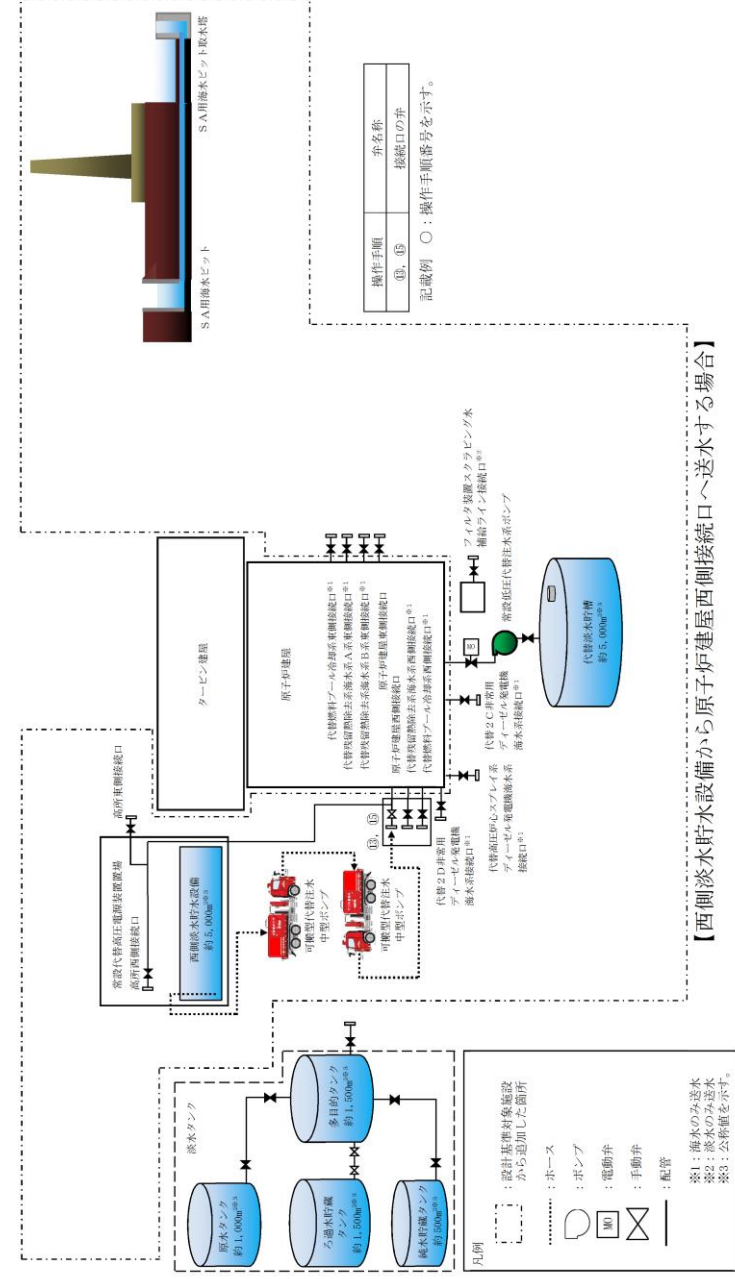 ＳＡ用海水ピット取水塔
ＳＡ用海水ピット
操作手順
弁名称
⑬，⑮
接続口の弁
記載例　○：操作手順番号を示す。
タービン建屋
原子炉建屋
代替燃料プール冷却系東側接続口※1
代替残留熱除去系海水系Ａ系東側接続口※1
代替残留熱除去系海水系Ｂ系東側接続口※1
原子炉建屋東側接続口
原子炉建屋西側接続口
代替残留熱除去系海水系西側接続口※1
代替燃料プール冷却系西側接続口※1
⑬，⑮
高所東側接続口
常設代替高圧電源装置置場
高所西側接続口
西側淡水貯水設備
約5,000m³※3
可搬型代替注水
中型ポンプ
可搬型代替注水
中型ポンプ
代替２Ｄ非常用
ディーゼル発電機
海水系接続口※1
代替高圧炉心スプレイ系
ディーゼル発電機海水系
接続口※1
代替２Ｃ非常用
ディーゼル発電機
海水系接続口※1
MO
常設低圧代替注水系ポンプ
フィルタ装置スクラビング水
補給ライン接続口※2
代替淡水貯槽
約5,000m³※3
淡水タンク
原水タンク
約1,000m³※3
ろ過水貯蔵
タンク
約1,500m³※3
純水貯蔵タンク
約500m³※3
多目的タンク
約1,500m³※3
凡例
：設計基準対象施設
から追加した箇所
：ホース
：ポンプ
MO
：電動弁
：手動弁
：配管
※1：海水のみ送水
※2：淡水のみ送水
※3：公称値を示す。
【西側淡水貯水設備から原子炉建屋西側接続口へ送水する場合】